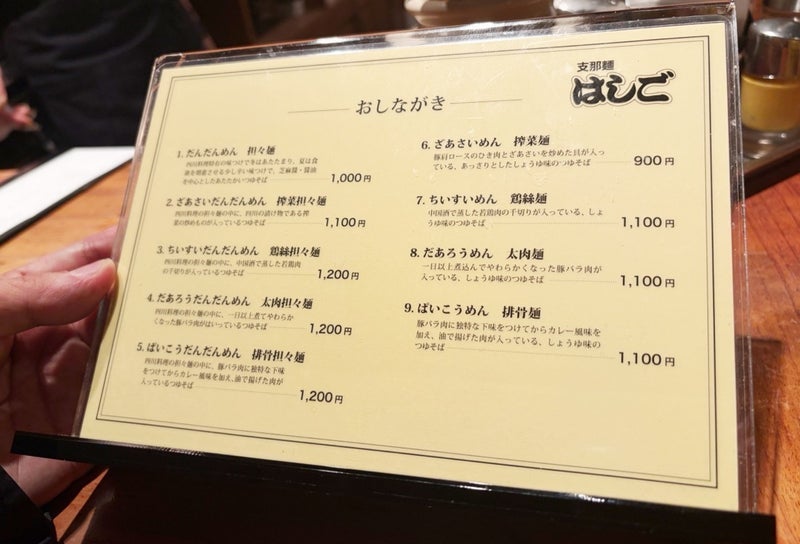 支那麺
はしご
おしながき
1. だんだんめん 担々麺
四川料理特有の味つけで冬はあたたまり、夏は食
欲を増進させる少し辛い味つけで、芝麻醤・醤油
を中心としたあたたかいつゆそば 1,000円
2. ざあさいだんだんめん 搾菜担々麺
四川料理の担々麺の中に、四川の漬け物である搾
菜の炒めものが入っているつゆそば 1,100円
3. ちいすいだんだんめん 鶏絲担々麺
四川料理の担々麺の中に、中国酒で蒸した若鶏肉
の千切りが入っているつゆそば 1,200円
4. だあろうだんだんめん 太肉担々麺
四川料理の担々麺の中に、一日以上煮てやわらか
くなった豚バラ肉がはいっているつゆそば 1,200円
5. ぱいこうだんだんめん 排骨担々麺
四川料理の担々麺の中に、豚バラ肉に独特な下味
をつけてからカレー風味を加え、油で揚げた肉が
入っているつゆそば 1,200円
6. ざあさいめん 搾菜麺
豚肩ロースのひき肉とざあさいを炒めた具が入っ
ている、あっさりとしたしょうゆ味のつゆそば 900円
7. ちいすいめん 鶏絲麺
中国酒で蒸した若鶏肉の千切りが入っている、しょ
うゆ味のつゆそば 1,100円
8. だあろうめん 太肉麺
一日以上煮込んでやわらかくなった豚バラ肉が
入っている、しょうゆ味のつゆそば 1,100円
9. ぱいこうめん 排骨麺
豚バラ肉に独特な下味をつけてからカレー風味を
加え、油で揚げた肉が入っている、しょうゆ味の
つゆそば 1,100円